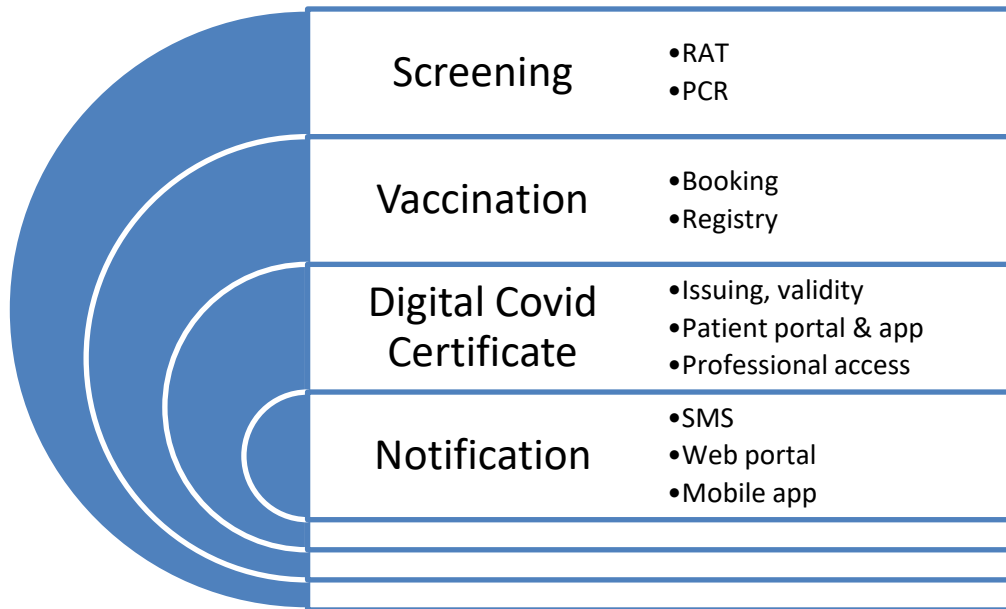 Screening
•RAT
•PCR
Vaccination
•Booking
•Registry
Digital Covid
Certificate
•Issuing, validity
•Patient portal & app
•Professional access
Notification
•SMS
•Web portal
•Mobile app